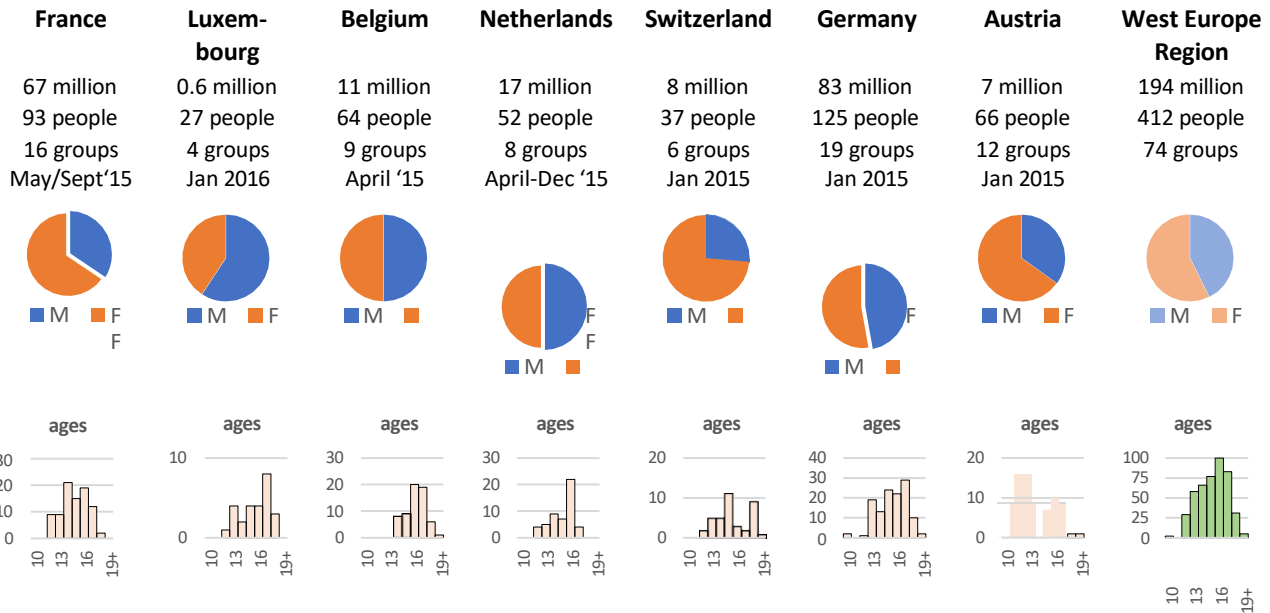 France Luxem- Belgium Netherlands Switzerland Germany Austria West Europe
bourg Region
67 million 0.6 million 11 million 17 million 8 million 83 million 7 million 194 million
93 people 27 people 64 people 52 people 37 people 125 people 66 people 412 people
16 groups 4 groups 9 groups 8 groups 6 groups 19 groups 12 groups 74 groups
May/Sept‘15 Jan 2016 April ‘15 April-Dec ‘15 Jan 2015 Jan 2015 Jan 2015
M F M F M F M F F M F M F
F F
M M
ages ages ages ages ages ages ages ages
30 10 30 30 20 40 20 100
30 75
20 20 20 10 20 10 50
10 10 10 10 25
0 0 0 0 0 0 0 0
10 13 16 19+ 10 13 16 19+ 10 13 16 19+ 10 13 16 19+ 10 13 16 19+ 10 13 16 19+ 10 13 16 19+ 10 13 16 19+